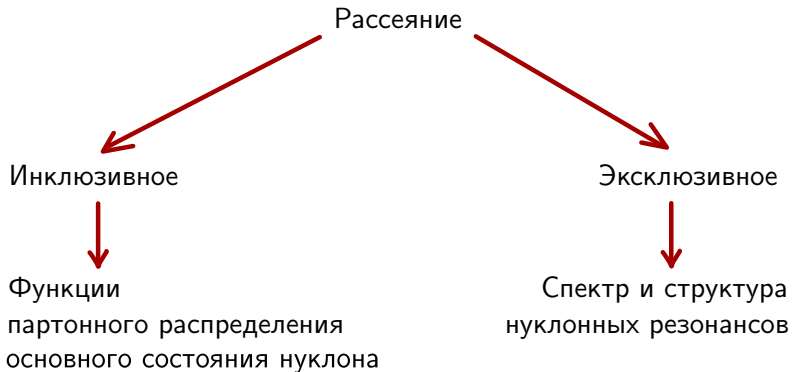 Рассеяние
Инклюзивное
Эксклюзивное
Функции
партонного распределения
основного состояния нуклона
Спектр и структура
нуклонных резонансов